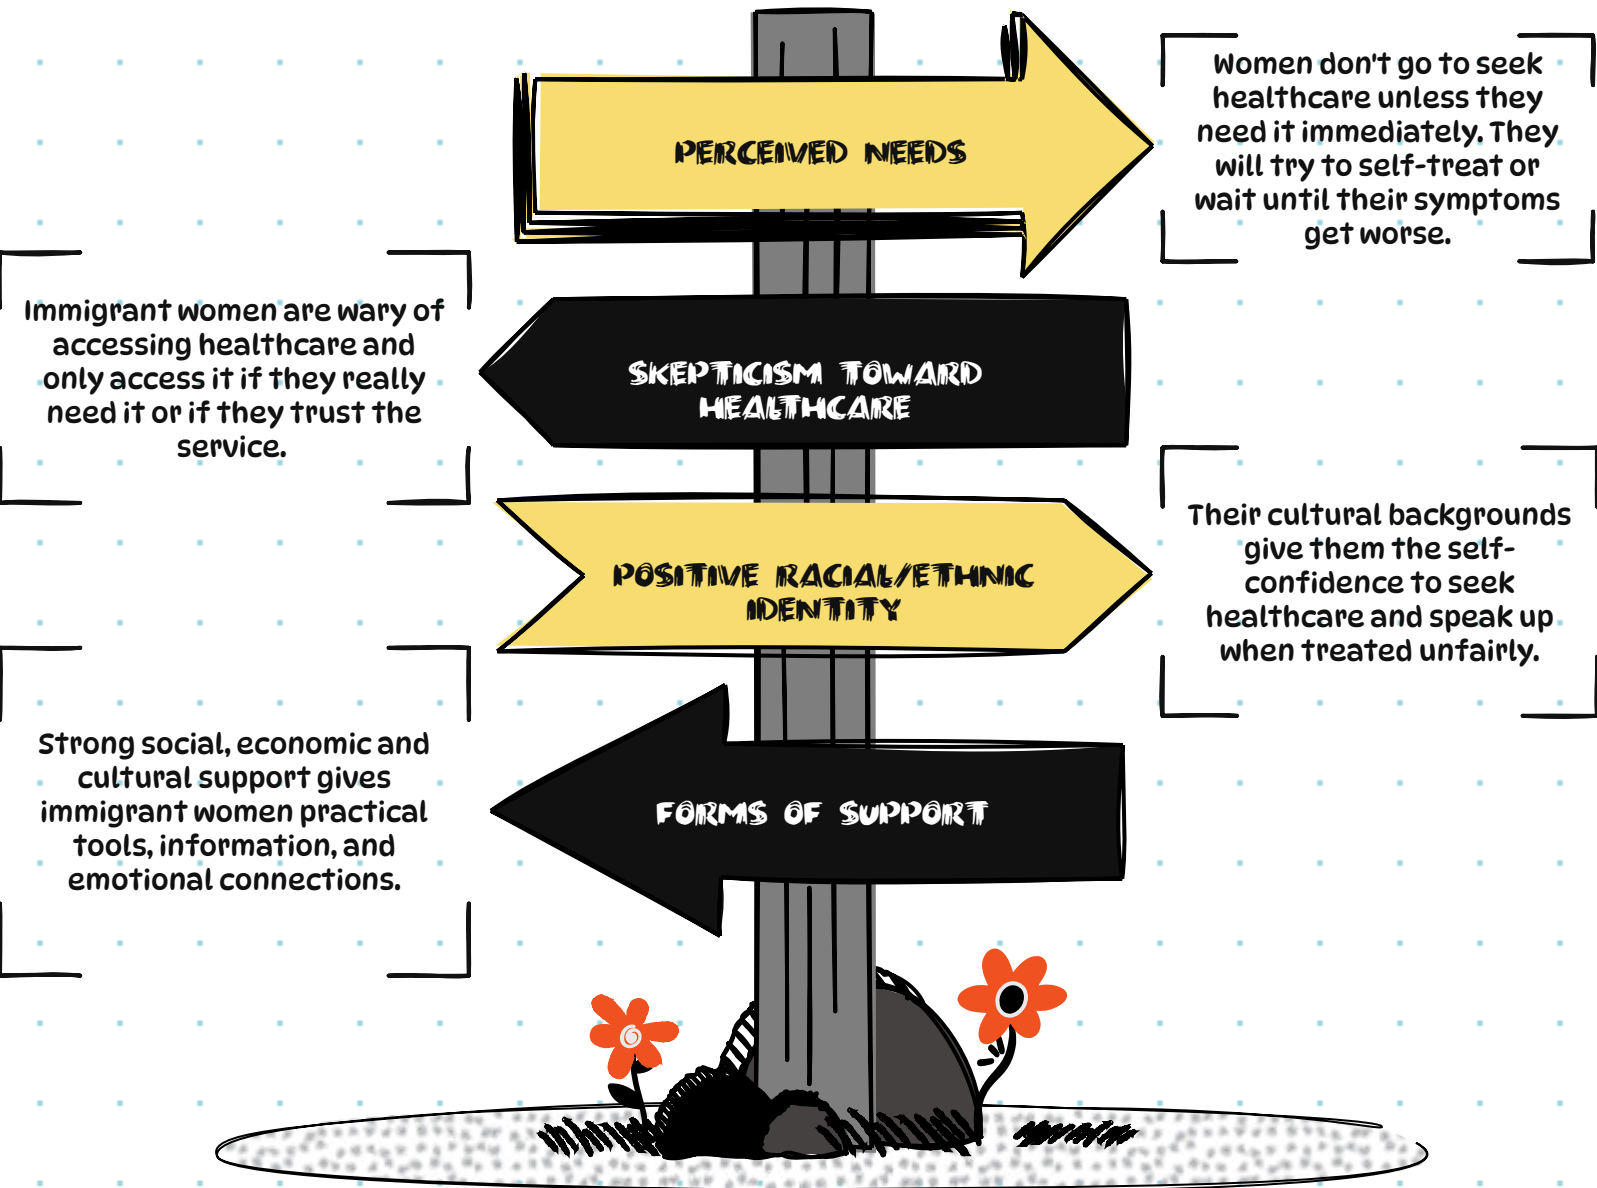 PERCEIVED NEEDS
Women don't go to seek
healthcare unless they
need it immediately. They
will try to self-treat or
wait until their symptoms
get worse.
SKEPTICISM TOWARD
HEALTHCARE
Immigrant women are wary of
accessing healthcare and
only access it if they really
need it or if they trust the
service.
POSITIVE RACIAL/ETHNIC
IDENTITY
Their cultural backgrounds
give them the self-
confidence to seek
healthcare and speak up
when treated unfairly.
FORMS OF SUPPORT
Strong social, economic and
cultural support gives
immigrant women practical
tools, information, and
emotional connections.